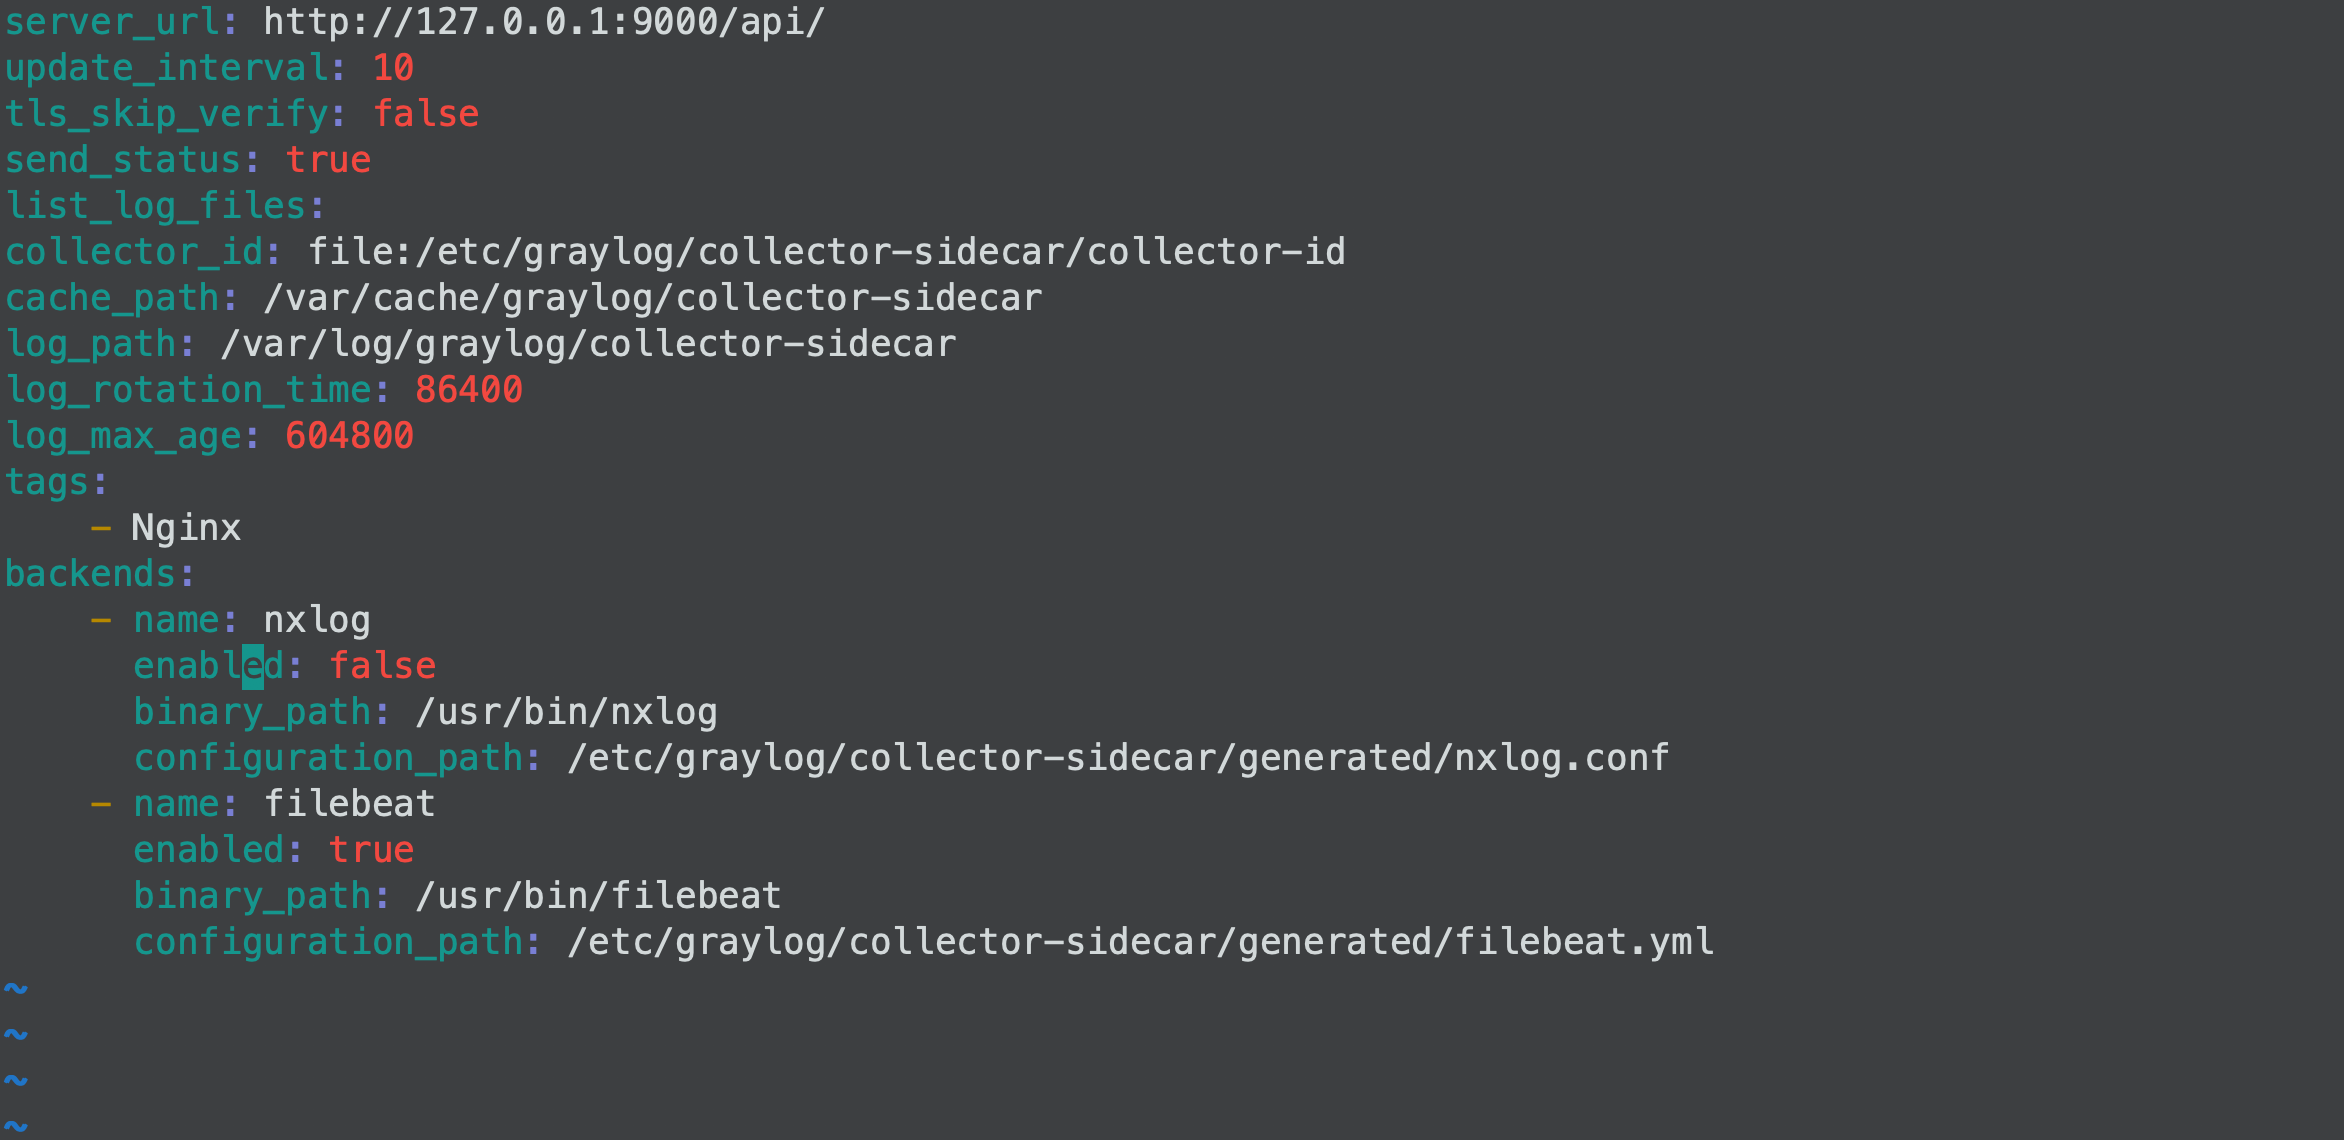 server_url: http://127.0.0.1:9000/api/
update_interval: 10
tls_skip_verify: false
send_status: true
list_log_files:
collector_id: file:/etc/graylog/collector-sidecar/collector-id
cache_path: /var/cache/graylog/collector-sidecar
log_path: /var/log/graylog/collector-sidecar
log_rotation_time: 86400
log_max_age: 604800
tags:
    - Nginx
backends:
    - name: nxlog
      enabled: false
      binary_path: /usr/bin/nxlog
      configuration_path: /etc/graylog/collector-sidecar/generated/nxlog.conf
    - name: filebeat
      enabled: true
      binary_path: /usr/bin/filebeat
      configuration_path: /etc/graylog/collector-sidecar/generated/filebeat.yml
~
~
~
~